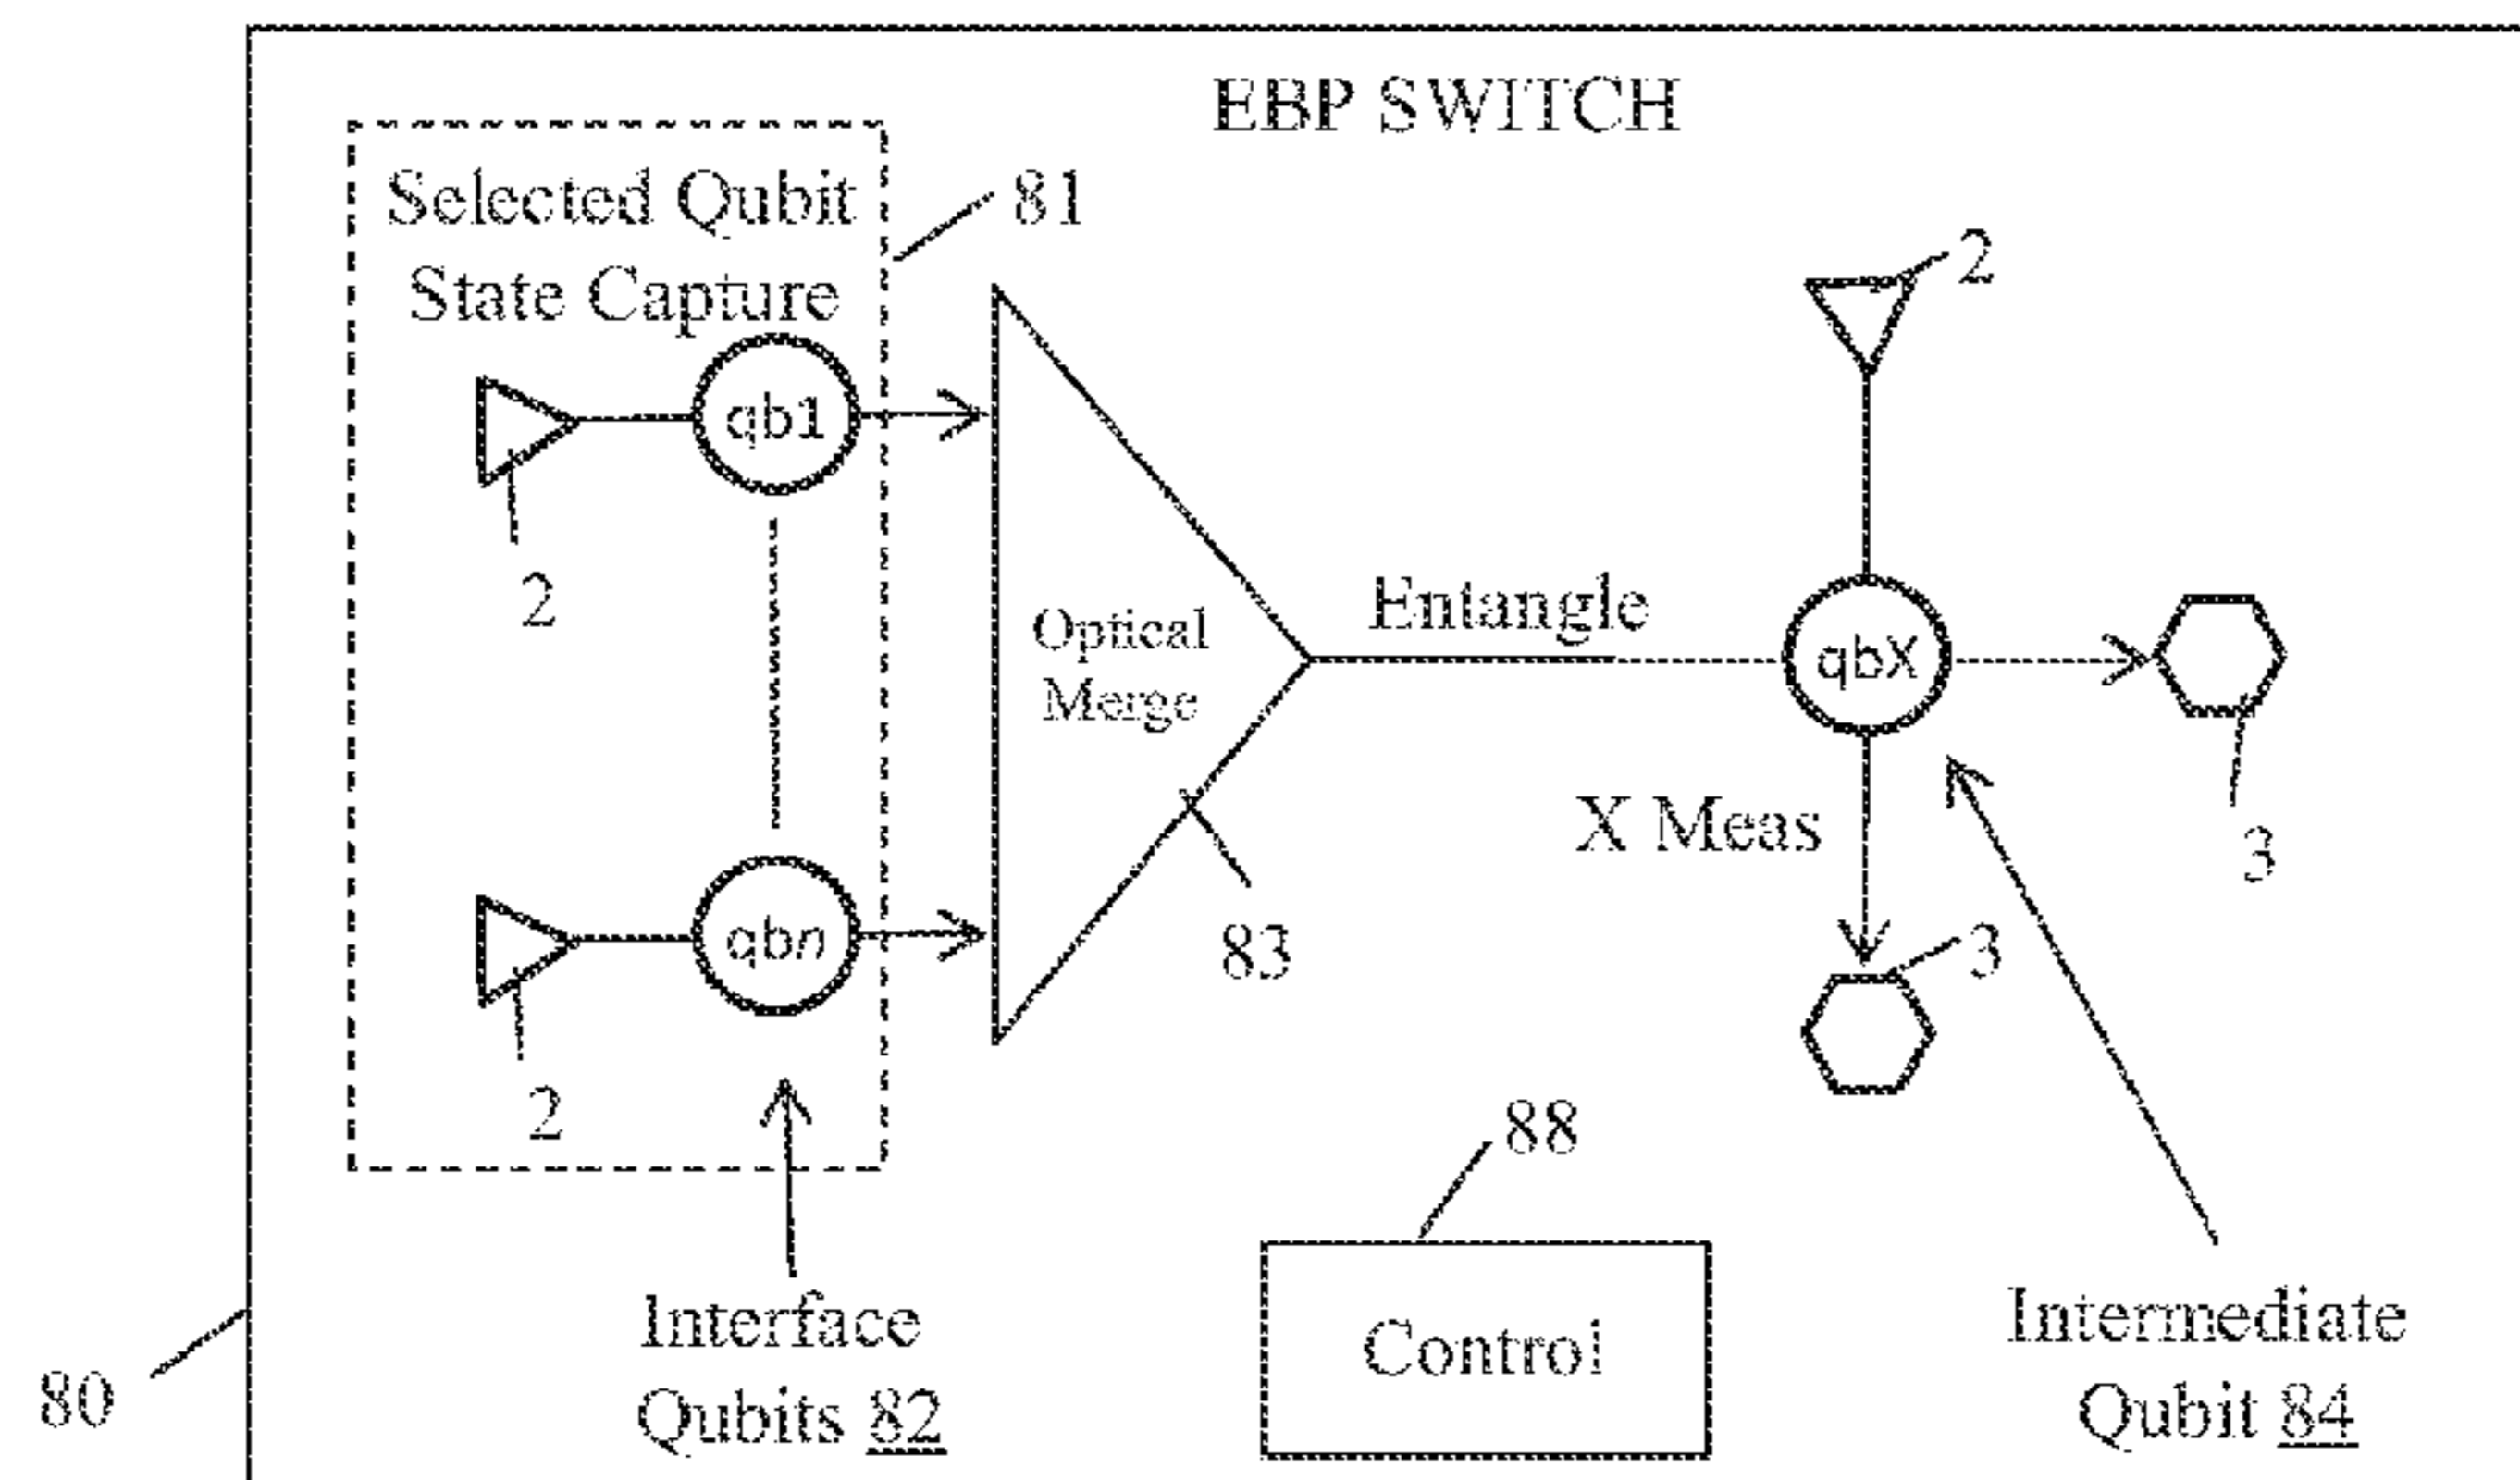 EBP SWITCH
Selected Qubit
State Capture
81
2
qb1
2
Optical
Merge
Entangle
qbX
3
X Meas
3
3
qbn
83
2
88
Interface
Qubits 82
Control
Intermediate
Qubit 84
80